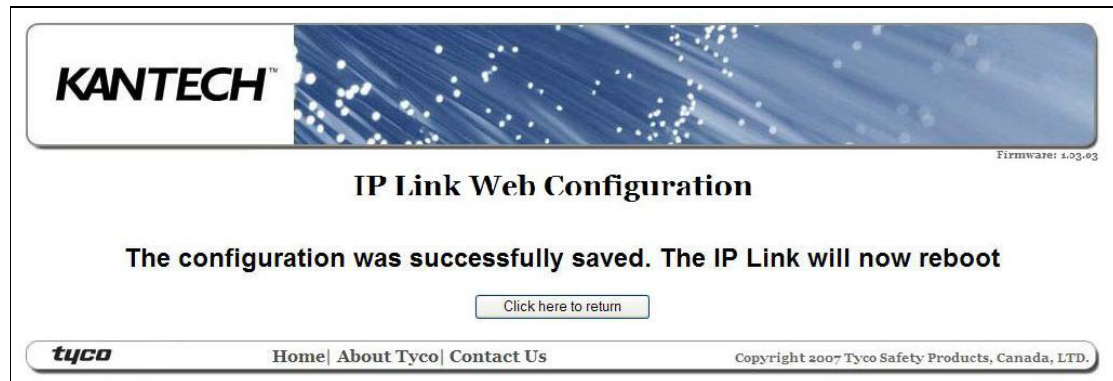 KANTECH™
Firmware: 1.03.03
IP Link Web Configuration
The configuration was successfully saved. The IP Link will now reboot
Click here to return
tyco
Home| About Tyco| Contact Us
Copyright 2007 Tyco Safety Products, Canada, LTD.